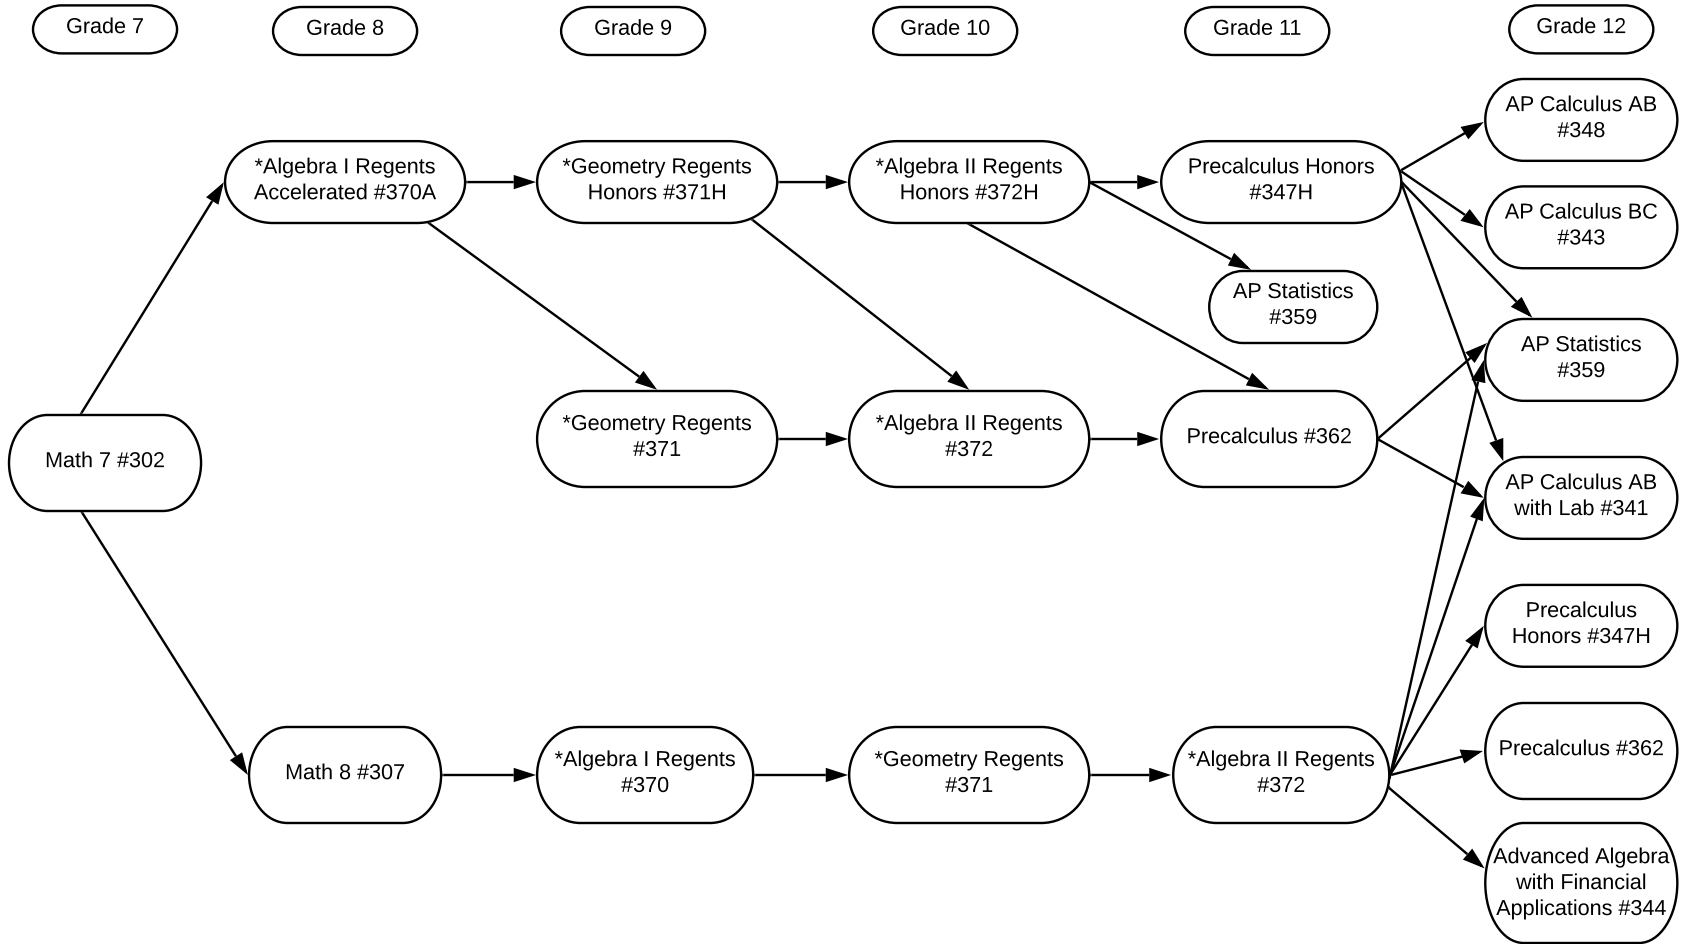 Grade 7
Grade 8
Grade 9
Grade 10
Grade 11
Grade 12
AP Calculus AB
#348
*Algebra I Regents
Accelerated #370A
*Geometry Regents
Honors #371H
*Algebra II Regents
Honors #372H
Precalculus Honors
#347H
AP Calculus BC
#343
AP Statistics
#359
AP Statistics
#359
Math 7 #302
*Geometry Regents
#371
*Algebra II Regents
#372
Precalculus #362
AP Calculus AB
with Lab #341
Precalculus
Honors #347H
Math 8 #307
*Algebra I Regents
#370
*Geometry Regents
#371
*Algebra II Regents
#372
Precalculus #362
Advanced Algebra
with Financial
Applications #344